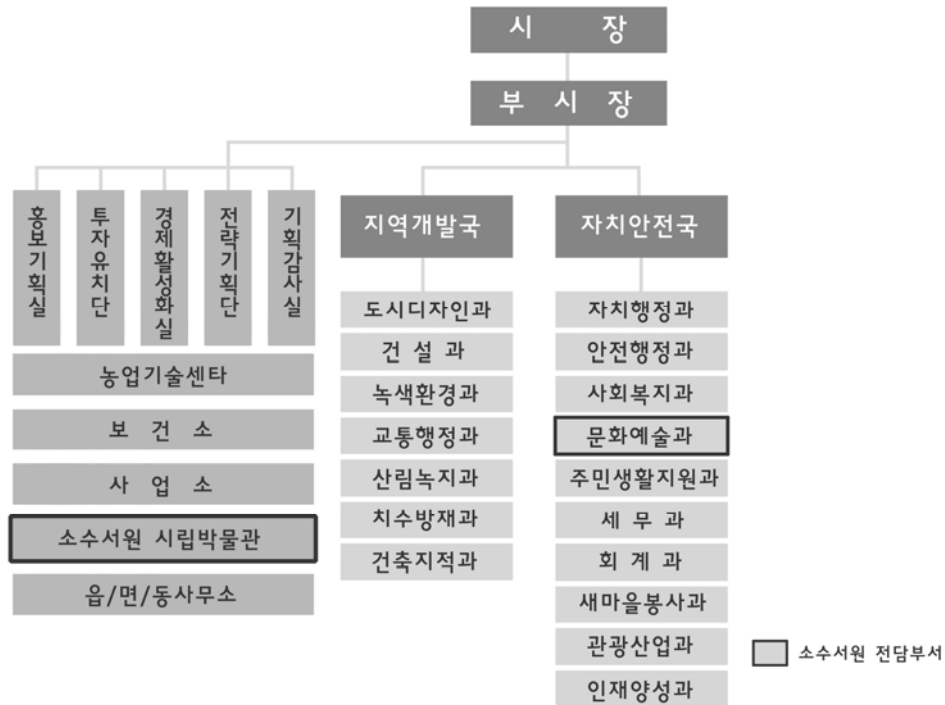 시 장
부 시 장
홍보기획실
투자유치단
경제활성화실
전략기획단
기획감사실
농업기술센타
보 건 소
사 업 소
소수서원 시립박물관
읍/면/동사무소
지역개발국
도시디자인과
건 설 과
녹색환경과
교통행정과
산림녹지과
치수방재과
건축지적과
자치안전국
자치행정과
안전행정과
사회복지과
문화예술과
주민생활지원과
세 무 과
회 계 과
새마을봉사과
관광산업과
인재양성과
소수서원 전담부서